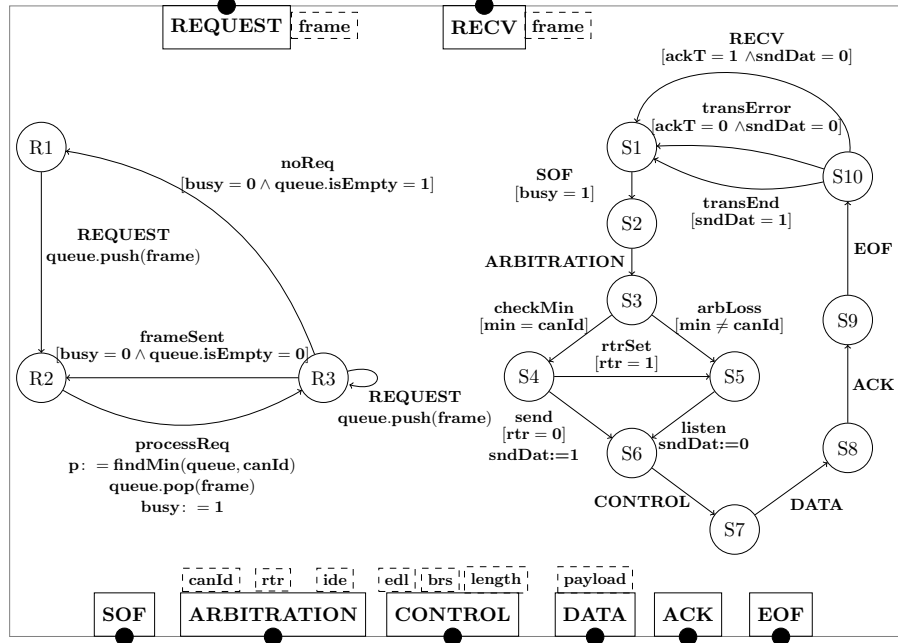 REQUEST frame
RECV frame
RECV
[ackT = 1 ∧sndDat = 0]
transError
[ackT = 0 ∧sndDat = 0]
R1
S1
S10
noReq
[busy = 0 ∧ queue.isEmpty = 1]
SOF
[busy = 1]
transEnd
[sndDat = 1]
S2
REQUEST
queue.push(frame)
EOF
ARBITRATION
S3
checkMin
[min = canId]
arbLoss
[min ≠ canId]
S9
frameSent
[busy = 0 ∧ queue.isEmpty = 0]
rtrSet
[rtr = 1]
R2
R3
S4
S5
ACK
REQUEST
queue.push(frame)
send
[rtr = 0]
sndDat:=1
listen
sndDat:=0
processReq
p: = findMin(queue, canId)
queue.pop(frame)
busy: = 1
S6
S8
CONTROL
DATA
S7
canId rtr ide edl brs length payload
SOF ARBITRATION CONTROL DATA ACK EOF